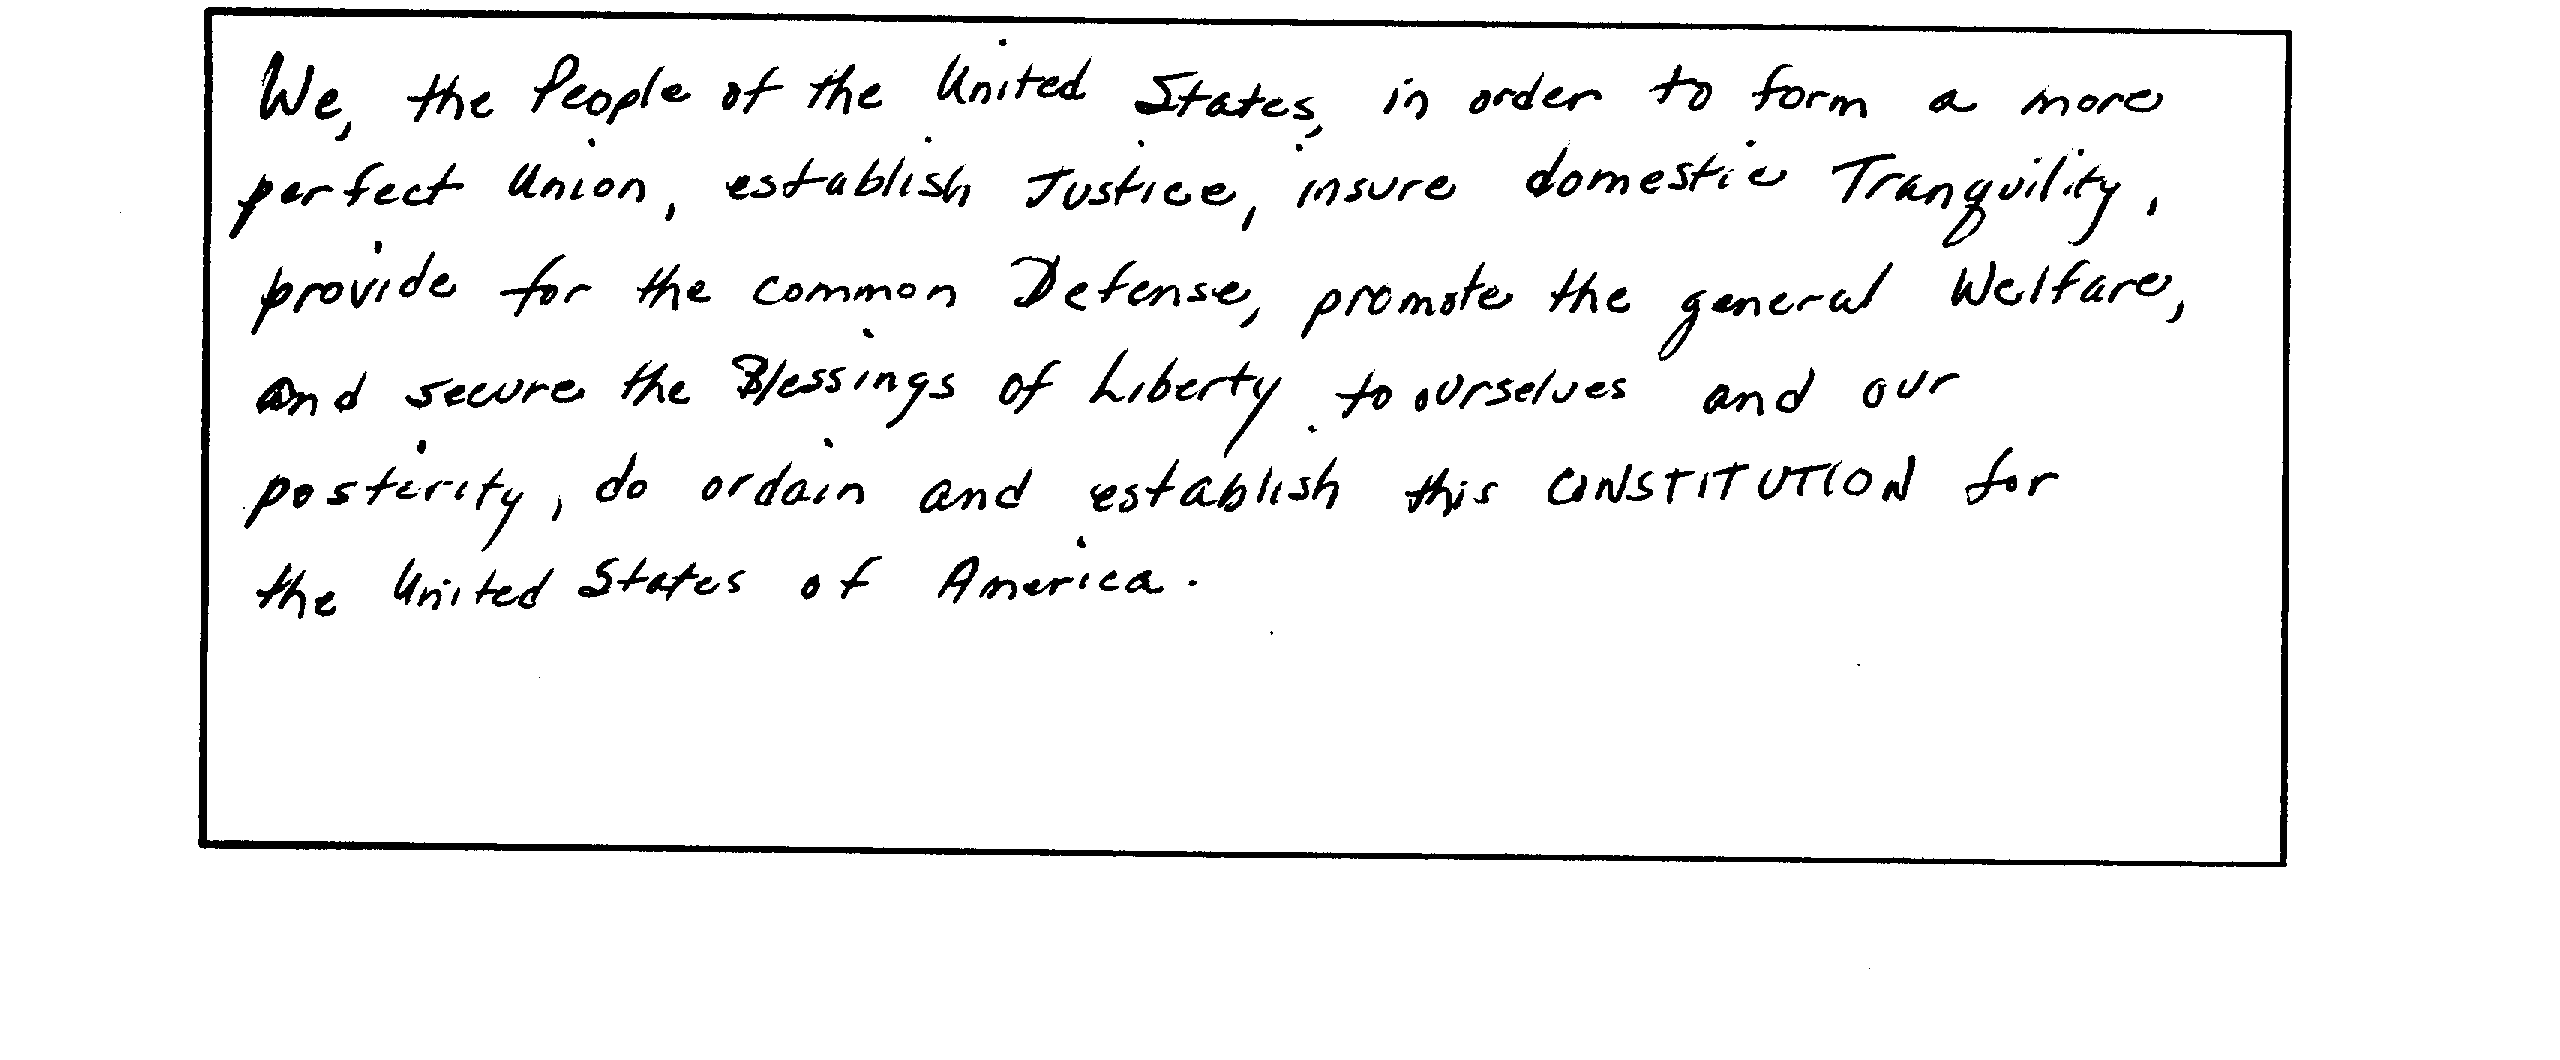 We, the People of the United States, in order to form a more
perfect Union, establish Justice, insure domestic Tranquility,
provide for the common Defense, promote the general Welfare,
and secure the Blessings of Liberty to ourselves and our
posterity, do ordain and establish this CONSTITUTION for
the United States of America.